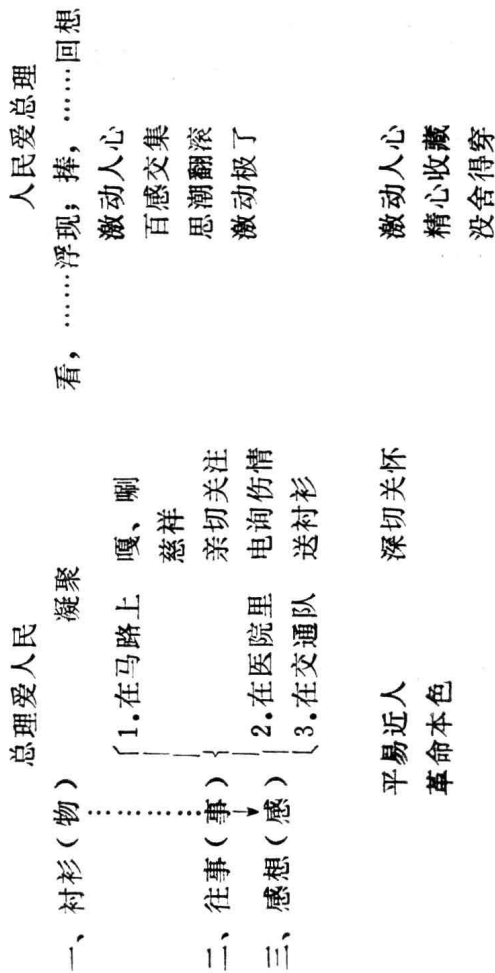 总理爱人民 人民爱总理
一、衬衫(物) 凝聚 看,……浮现;捧,……回想
1.在马路上 嘎、唰 激动人心
慈祥 百感交集
二、往事(事) 亲切关注 思潮翻滚
2.在医院里 电询伤情 激动极了
三、感想(感) 3.在交通队 送衬衫
平易近人 深切关怀 激动人心
革命本色 精心收藏
没舍得穿